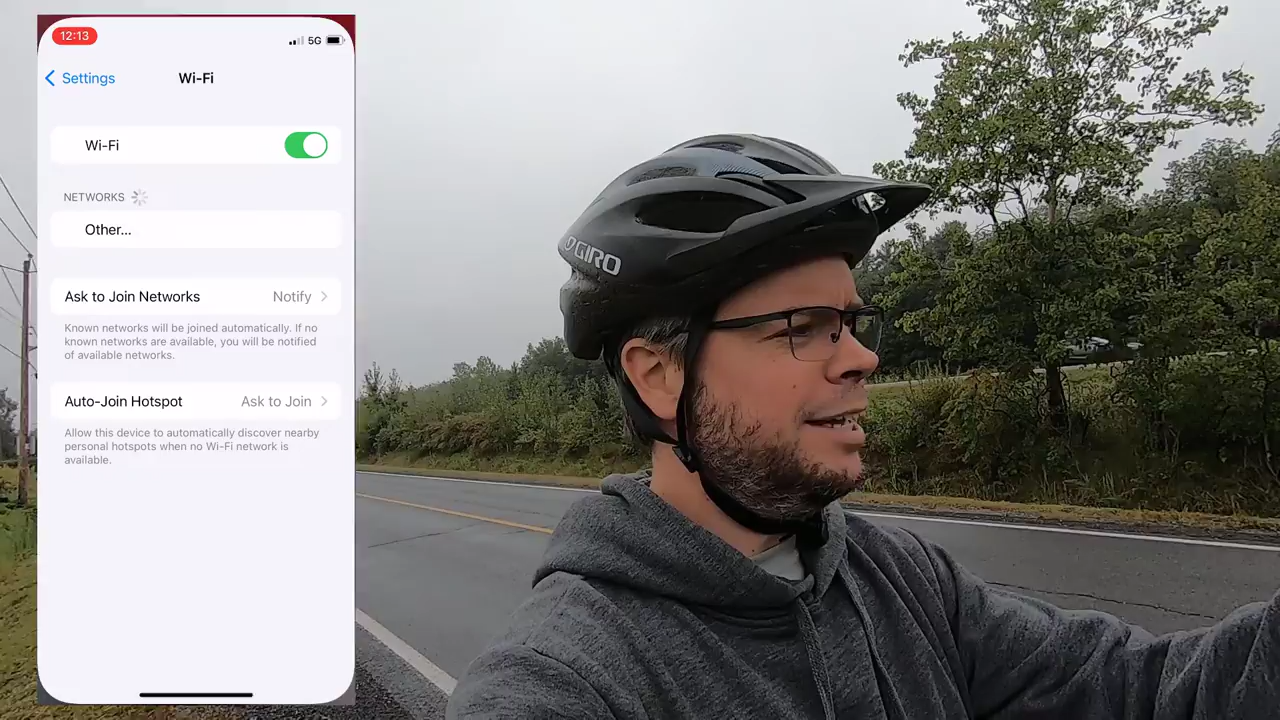 12:13
5G
Settings
Wi-Fi
Wi-Fi
NETWORKS
Other...
Ask to Join Networks Notify
Known networks will be joined automatically. If no
known networks are available, you will be notified
of available networks.
Auto-Join Hotspot Ask to Join
Allow this device to automatically discover nearby
personal hotspots when no Wi-Fi network is
available.
GIRO